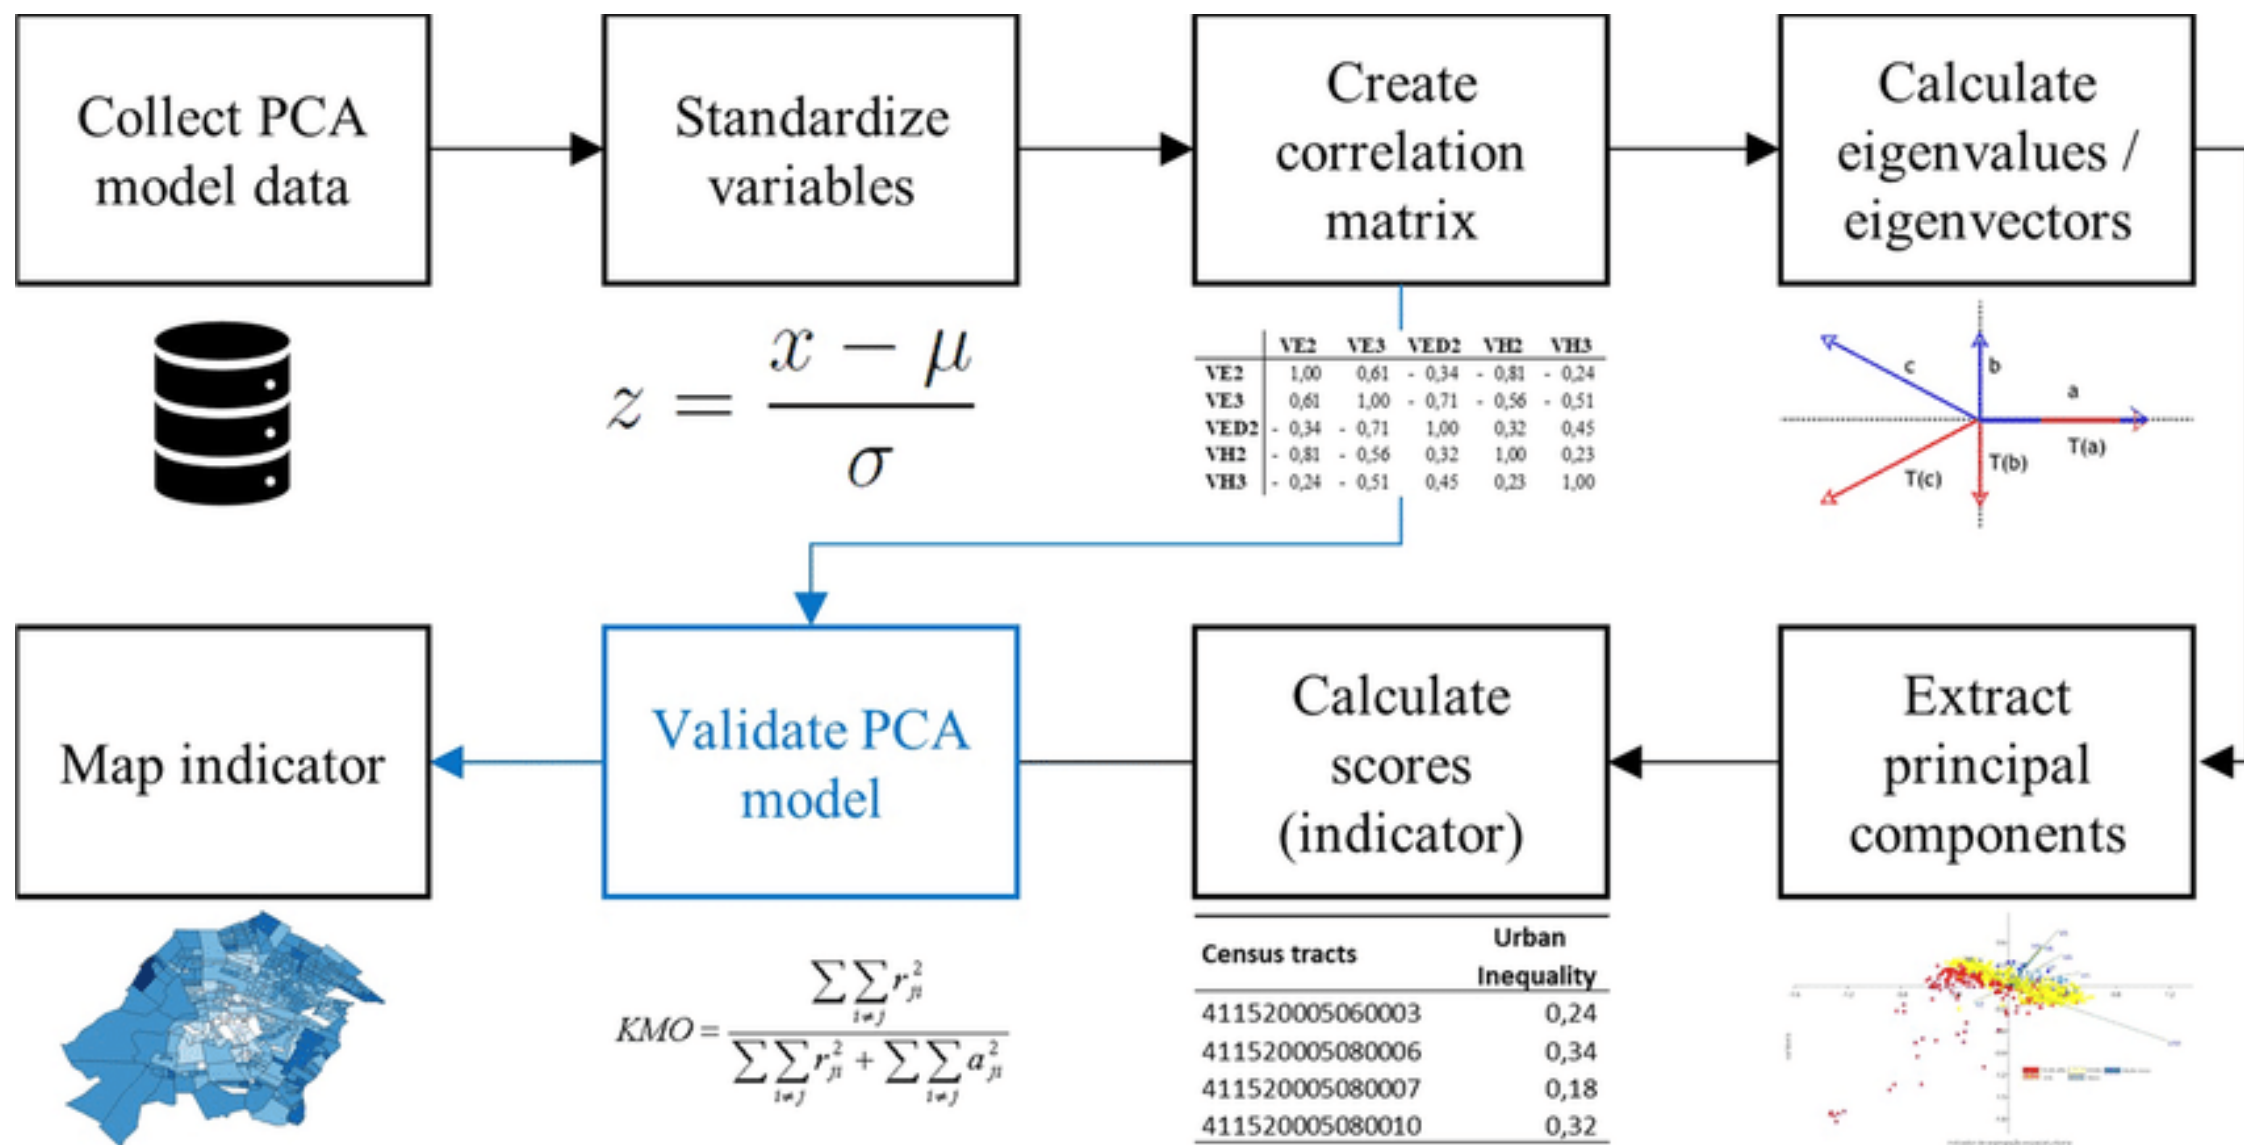 Collect PCA
model data
Standardize
variables
Create
correlation
matrix
Calculate
eigenvalues /
eigenvectors
z = x − μ
σ
VE2 VE3 VED2 VH2 VH3
VE2 1,00 0,61 - 0,34 - 0,81 - 0,24
VE3 0,61 1,00 - 0,71 - 0,56 - 0,51
VED2 - 0,34 - 0,71 1,00 0,32 0,45
VH2 - 0,81 - 0,56 0,32 1,00 0,23
VH3 - 0,24 - 0,51 0,45 0,23 1,00
c b a
T(c) T(b) T(a)
Map indicator
Validate PCA
model
Calculate
scores
(indicator)
Extract
principal
components
KMO = ∑∑ r²ji
i≠j
∑∑ r²ji + ∑∑ a²ji
i≠j i≠j
Census tracts Urban
Inequality
411520005060003 0,24
411520005080006 0,34
411520005080007 0,18
411520005080010 0,32